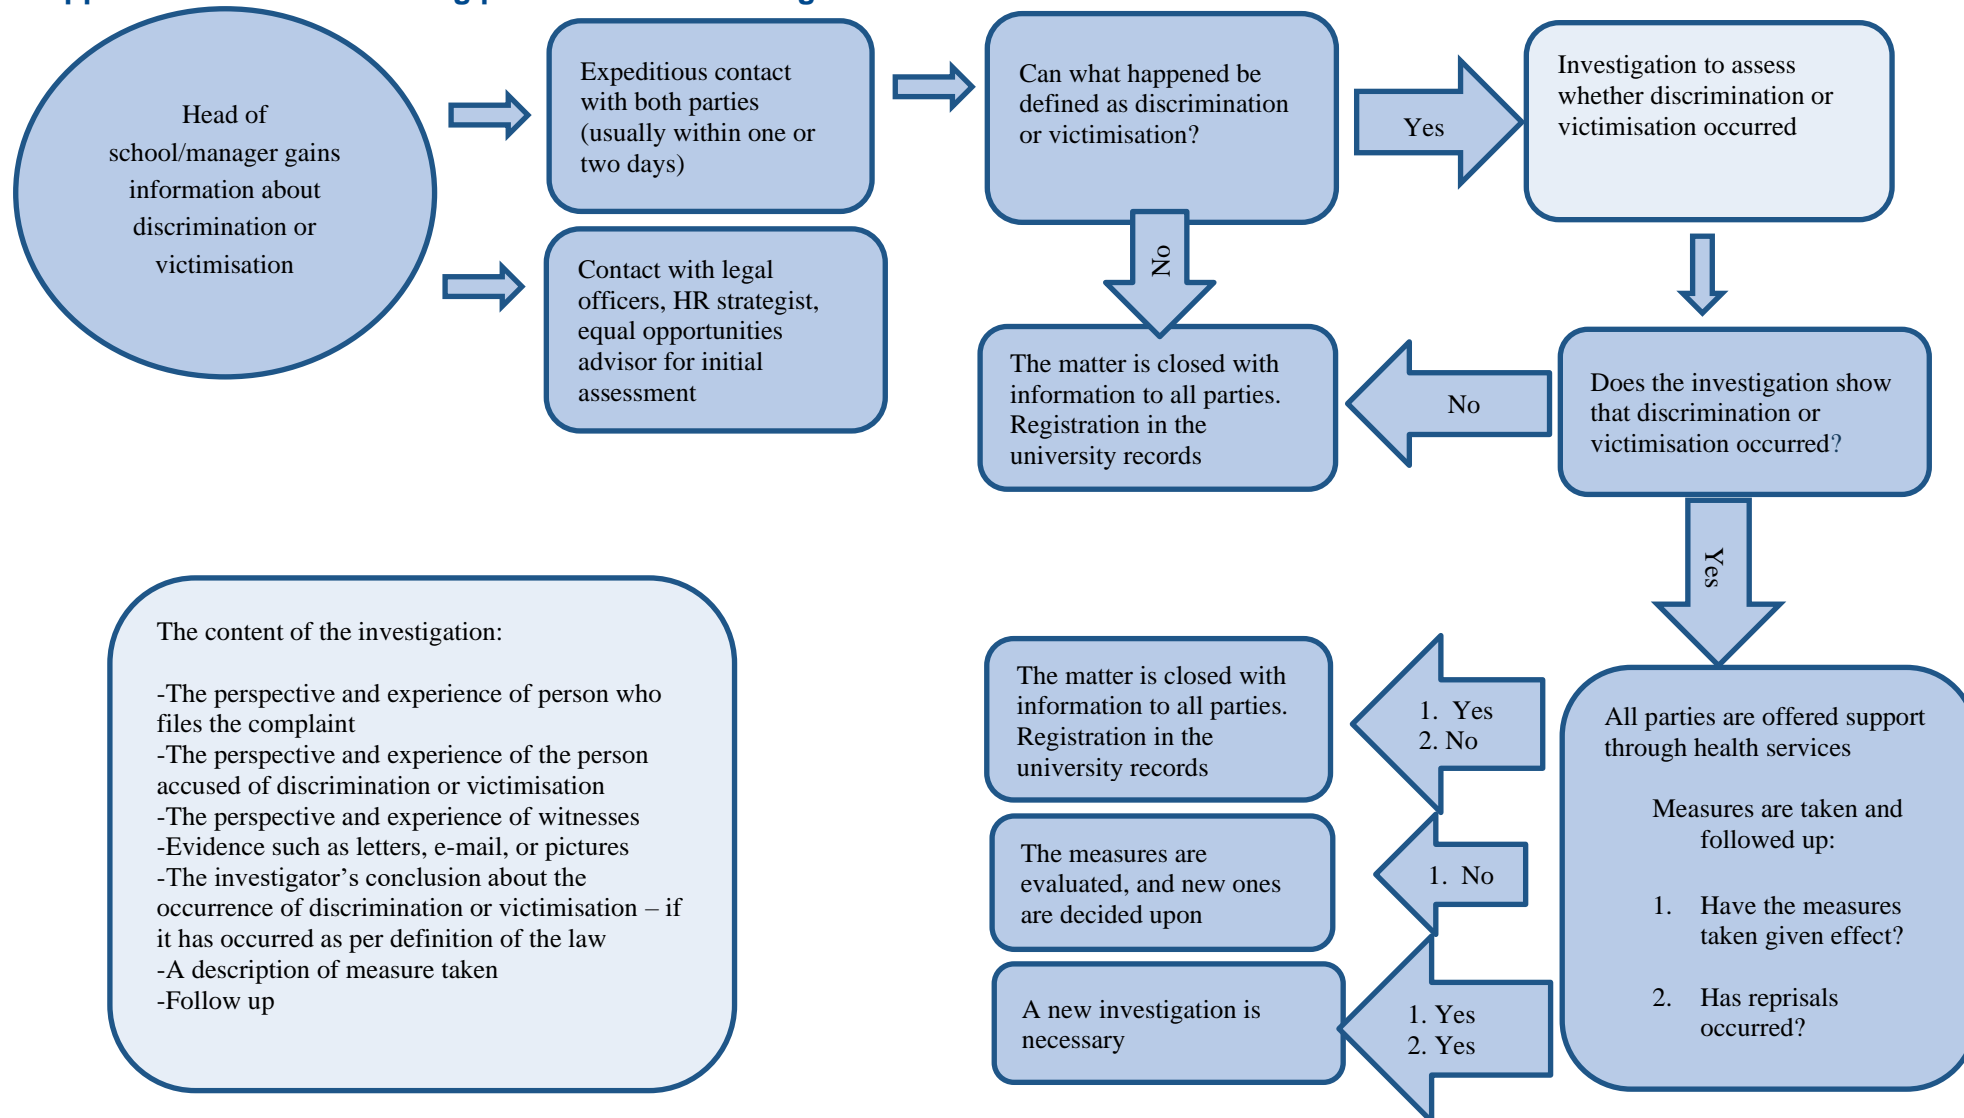 Head of
school/manager gains
information about
discrimination or
victimisation
Expeditious contact
with both parties
(usually within one or
two days)
Contact with legal
officers, HR strategist,
equal opportunities
advisor for initial
assessment
Can what happened be
defined as discrimination
or victimisation?
Yes
No
Investigation to assess
whether discrimination or
victimisation occurred
The matter is closed with
information to all parties.
Registration in the
university records
No
Does the investigation show
that discrimination or
victimisation occurred?
Yes
The content of the investigation:
-The perspective and experience of person who
files the complaint
-The perspective and experience of the person
accused of discrimination or victimisation
-The perspective and experience of witnesses
-Evidence such as letters, e-mail, or pictures
-The investigator’s conclusion about the
occurrence of discrimination or victimisation – if
it has occurred as per definition of the law
-A description of measure taken
-Follow up
The matter is closed with
information to all parties.
Registration in the
university records
1. Yes
2. No
The measures are
evaluated, and new ones
are decided upon
1. No
A new investigation is
necessary
1. Yes
2. Yes
All parties are offered support
through health services
Measures are taken and
followed up:
1. Have the measures
taken given effect?
2. Has reprisals
occurred?